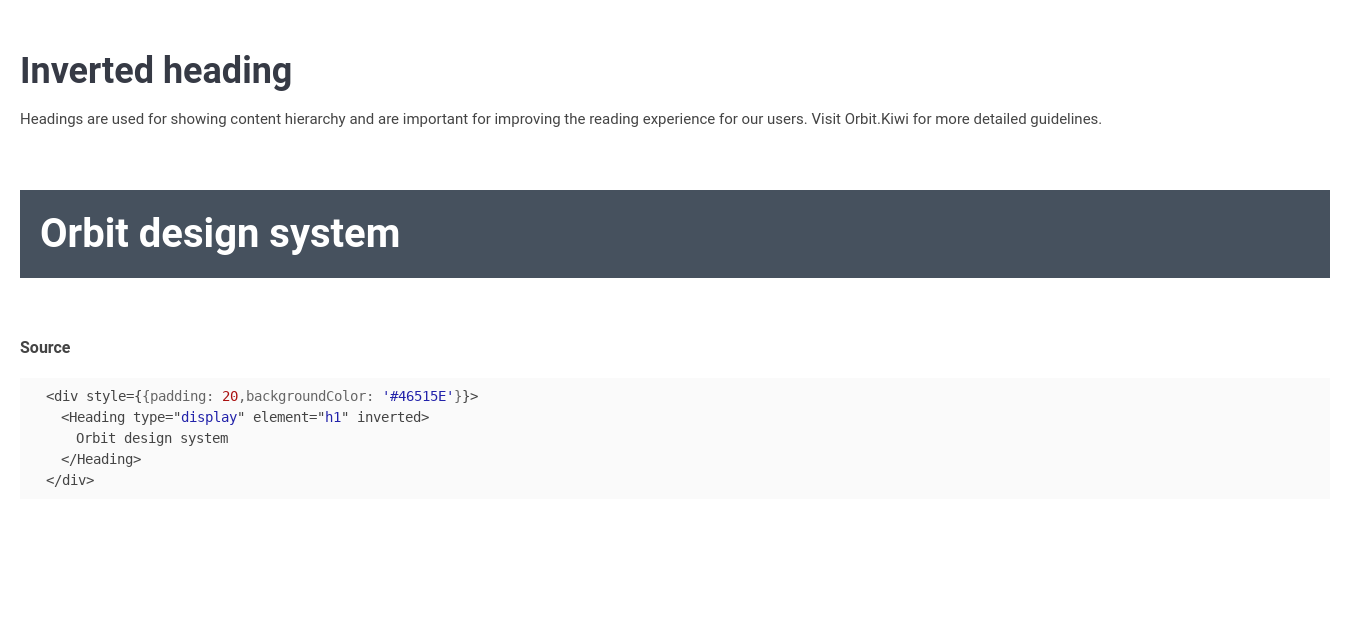 Inverted heading
Headings are used for showing content hierarchy and are important for improving the reading experience for our users. Visit Orbit.Kiwi for more detailed guidelines.
Orbit design system
Source
<div style={{padding: 20,backgroundColor: '#46515E'}}>
<Heading type="display" element="h1" inverted>
Orbit design system
</Heading>
</div>